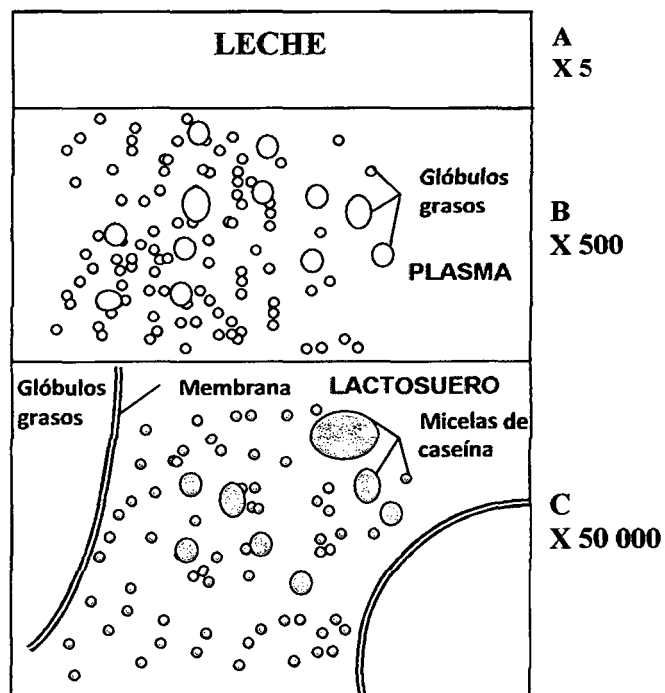 LECHE
A
X 5
Glóbulos
grasos
PLASMA
B
X 500
Glóbulos
grasos
Membrana
LACTOSUERO
Micelas de
caseína
C
X 50 000